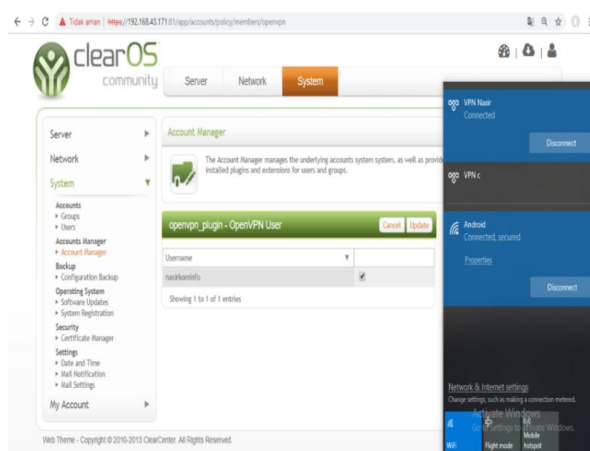 Tidak aman | https://192.168.43.171:81/app/accounts/policy/members/openvpn
clearOS
community
Server
Network
System
Server
Network
System
Accounts
Groups
Users
Accounts Manager
Account Manager
Backup
Configuration Backup
Operating System
Software Updates
System Registration
Security
Certificate Manager
Settings
Date and Time
Mail Notification
Mail Settings
My Account
Account Manager
The Account Manager manages the underlying accounts system system, as well as provide
installed plugins and extensions for users and groups.
openvpn_plugin - OpenVPN User
Cancel
Update
Username
nasirkominfo
Showing 1 to 1 of 1 entries
VPN Nasir
Connected
Disconnect
VPN c
Android
Connected, secured
Properties
Disconnect
Network & Internet settings
Change settings, such as making a connection metered.
Activate Windows
Go to Settings to activate Windows.
WiFi
Flight mode
Mobile
hotspot
Web Theme - Copyright © 2010-2013 ClearCenter. All Rights Reserved.